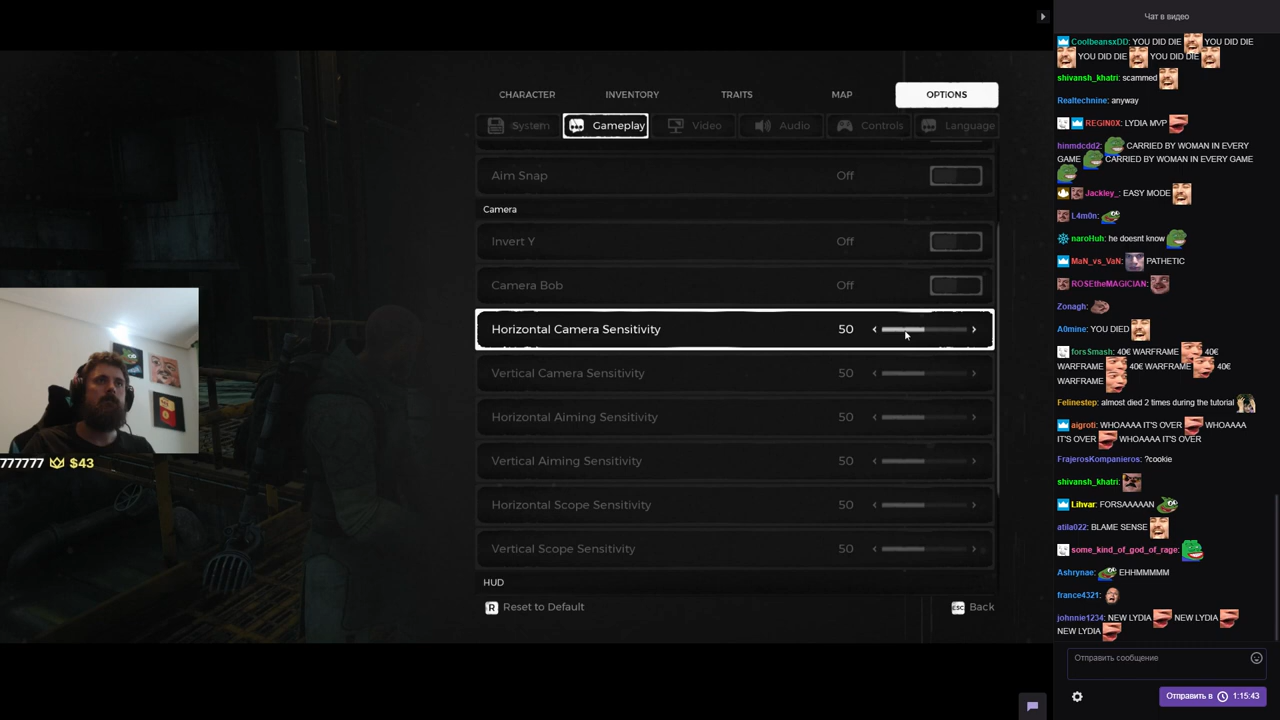 CHARACTER
INVENTORY
TRAITS
MAP
OPTIONS
System
Gameplay
Video
Audio
Controls
Language
Aim Snap Off
Camera
Invert Y Off
Camera Bob Off
Horizontal Camera Sensitivity 50
Vertical Camera Sensitivity 50
Horizontal Aiming Sensitivity 50
Vertical Aiming Sensitivity 50
Horizontal Scope Sensitivity 50
Vertical Scope Sensitivity 50
HUD
R Reset to Default
ESC Back
777777 $43
Чат в видео
CoolbeansxDD: YOU DID DIE YOU DID DIE
YOU DID DIE YOU DID DIE
shivansh_khatri: scammed
Realtechnine: anyway
REGIN0X: LYDIA MVP
hinmdcdd2: CARRIED BY WOMAN IN EVERY
GAME CARRIED BY WOMAN IN EVERY GAME
Jackley_: EASY MODE
L4m0n:
naroHuh: he doesnt know
MaN_vs_VaN: PATHETIC
ROSEtheMAGICIAN:
Zonagh:
A0mine: YOU DIED
forsSmash: 40€ WARFRAME 40€
WARFRAME 40€ WARFRAME 40€
WARFRAME
Felinestep: almost died 2 times during the tutorial
aigroti: WHOAAAA IT'S OVER WHOAAAA
IT'S OVER WHOAAAA IT'S OVER
FrajerosKompanieros: ?cookie
shivansh_khatri:
Lihvar: FORSAAAAAN
atila022: BLAME SENSE
some_kind_of_god_of_rage:
Ashrynae: EHHMMMMM
france4321:
johnnie1234: NEW LYDIA NEW LYDIA
NEW LYDIA
Отправить сообщение
Отправить в 1:15:43